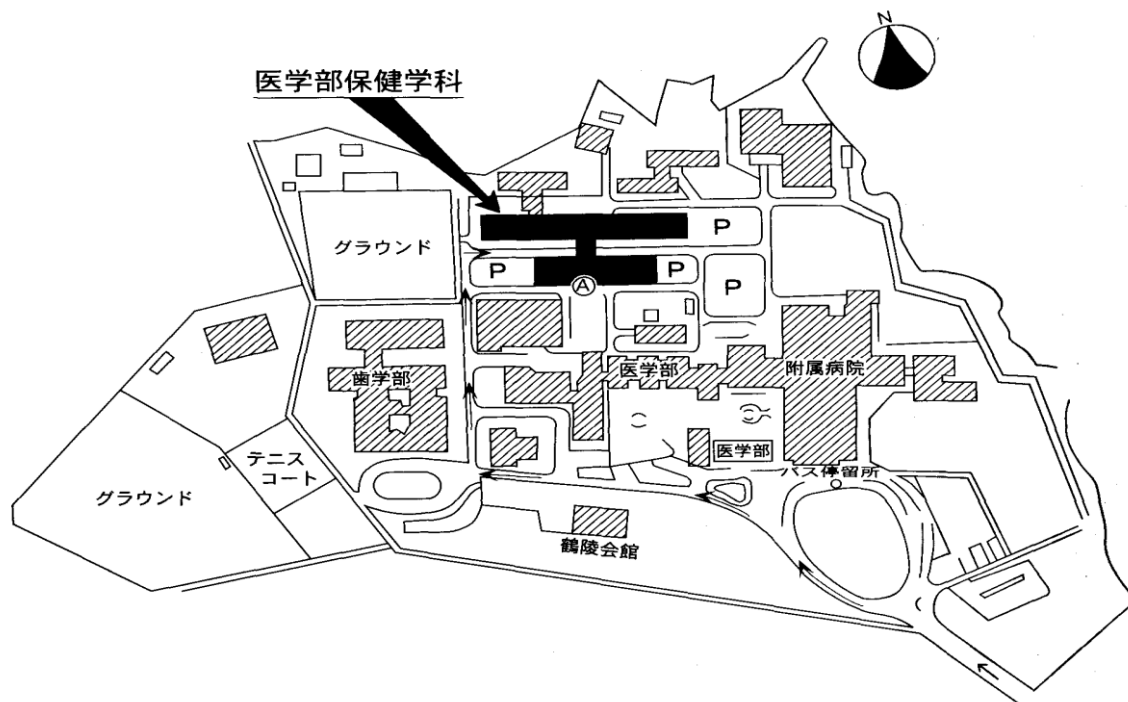 N
医学部保健学科
グラウンド
P
P
A
P
P
歯学部
医学部
附属病院
テニス
コート
医学部
バス停留所
グラウンド
鶴陵会館